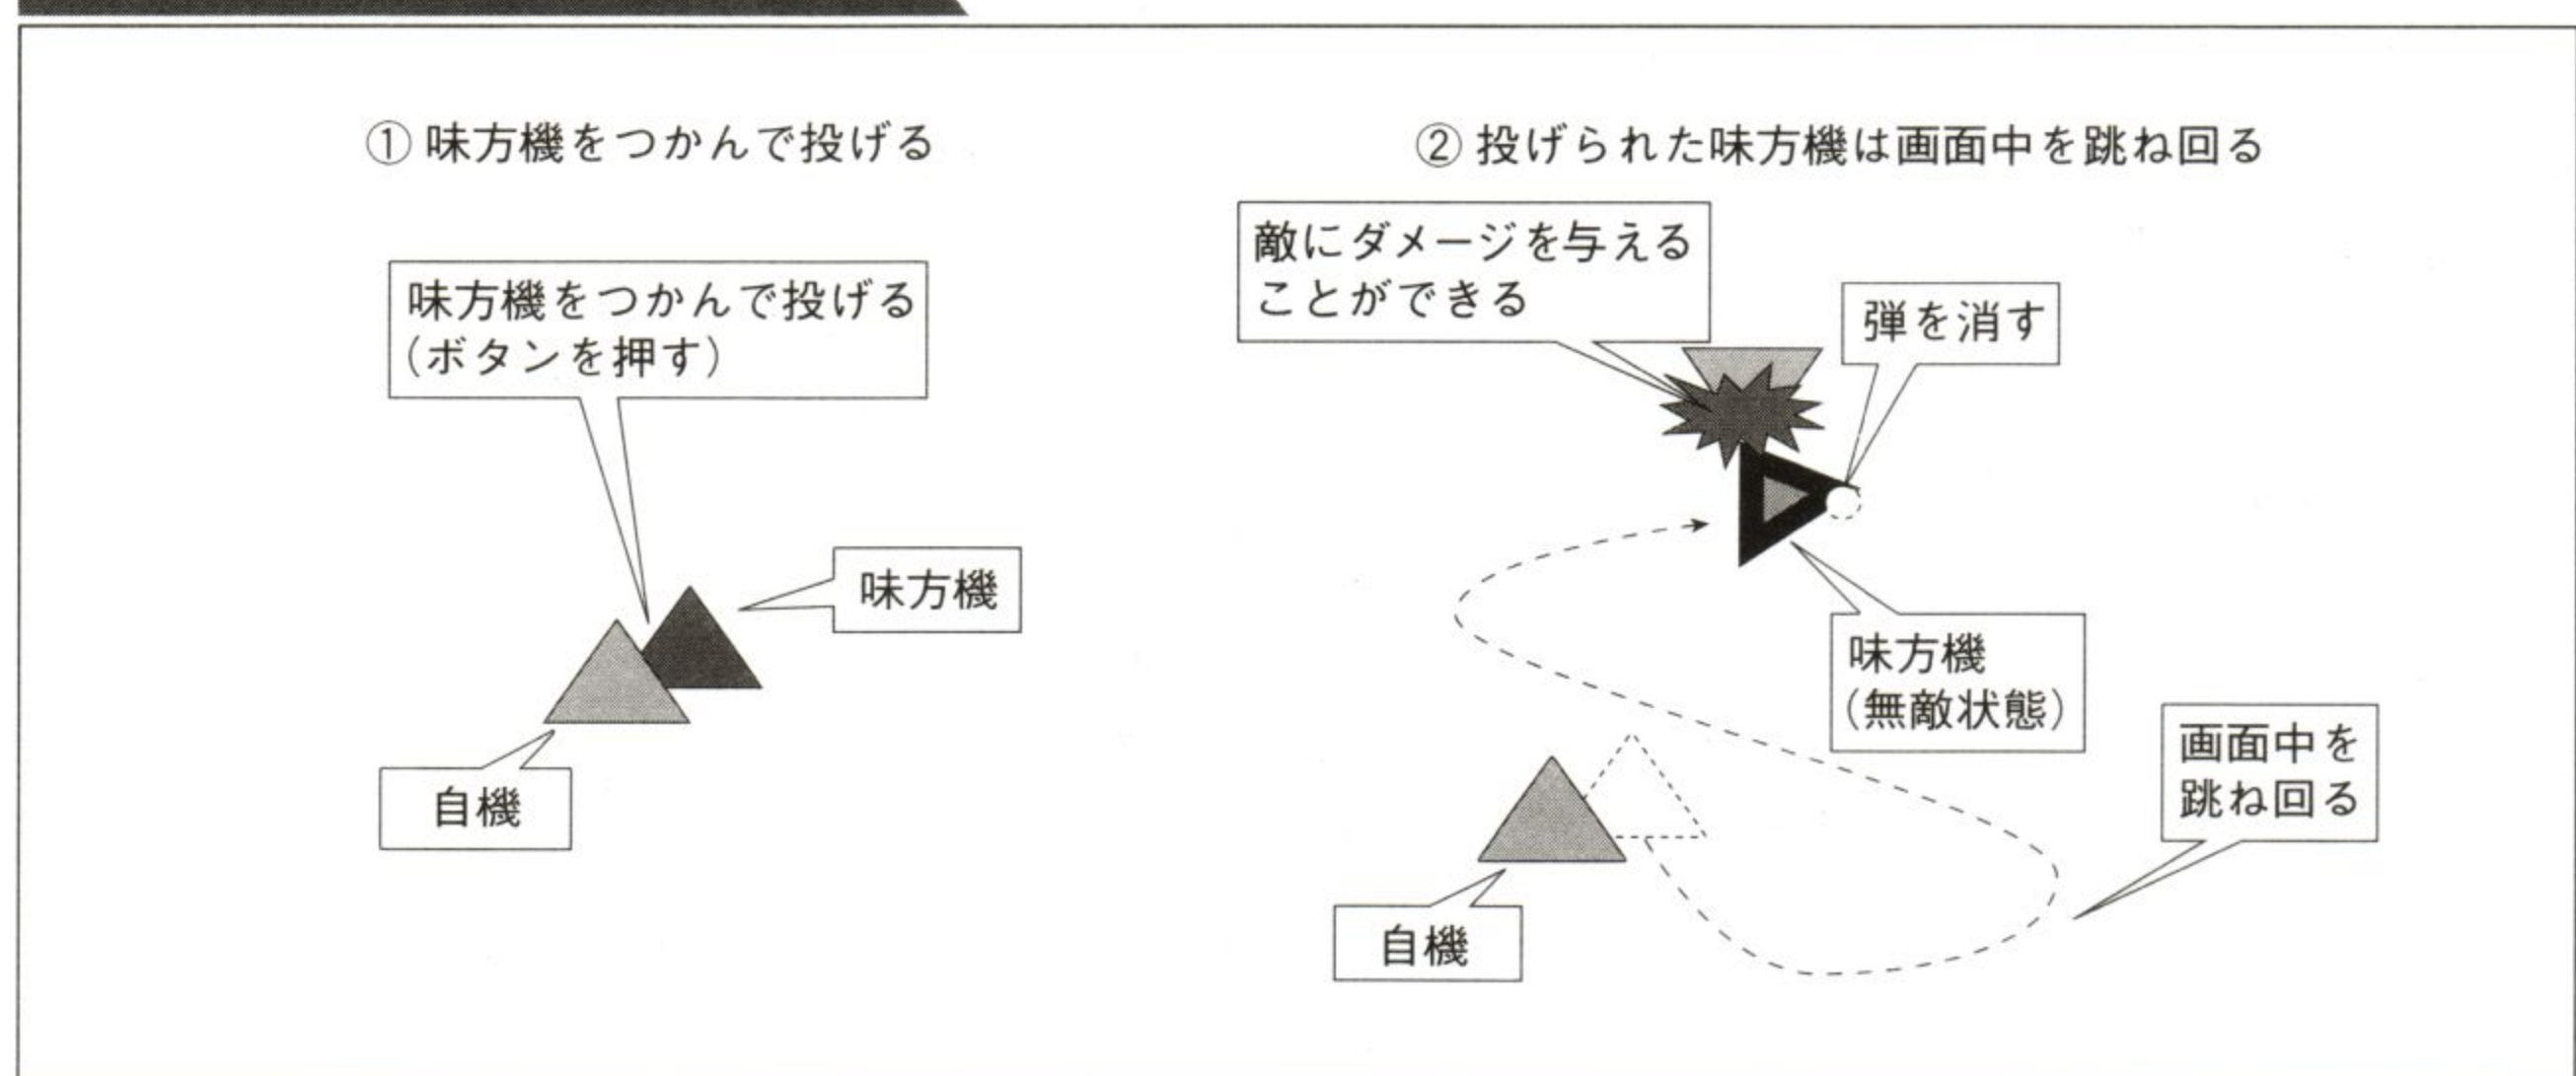 ① 味方機をつかんで投げる
味方機をつかんで投げる
(ボタンを押す)
味方機
自機
② 投げられた味方機は画面中を跳ね回る
敵にダメージを与える
ことができる
弾を消す
味方機
(無敵状態)
画面中を
跳ね回る
自機